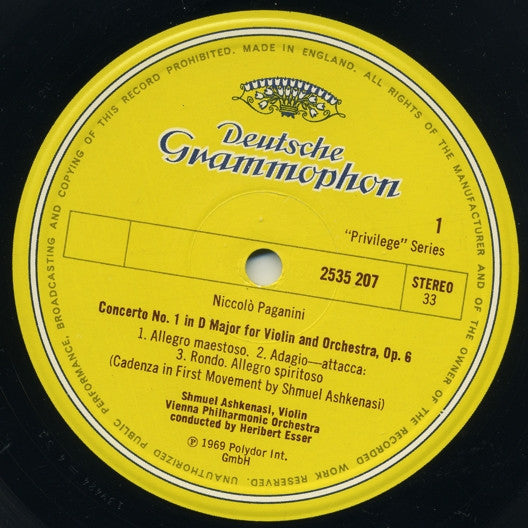 MADE IN ENGLAND. ALL RIGHTS OF THE MANUFACTURER AND OF THE OWNER OF THE RECORDED WORK RESERVED. UNAUTHORIZED PUBLIC PERFORMANCE, BROADCASTING AND COPYING OF THIS RECORD PROHIBITED.
Deutsche
Grammophon
1
"Privilege" Series
2535 207
STEREO
33
Niccolò Paganini
Concerto No. 1 in D Major for Violin and Orchestra, Op. 6
1. Allegro maestoso. 2. Adagio—attacca:
3. Rondo. Allegro spiritoso
(Cadenza in First Movement by Shmuel Ashkenasi)
Shmuel Ashkenasi, Violin
Vienna Philharmonic Orchestra
conducted by Heribert Esser
Ⓟ 1969 Polydor Int.
GmbH